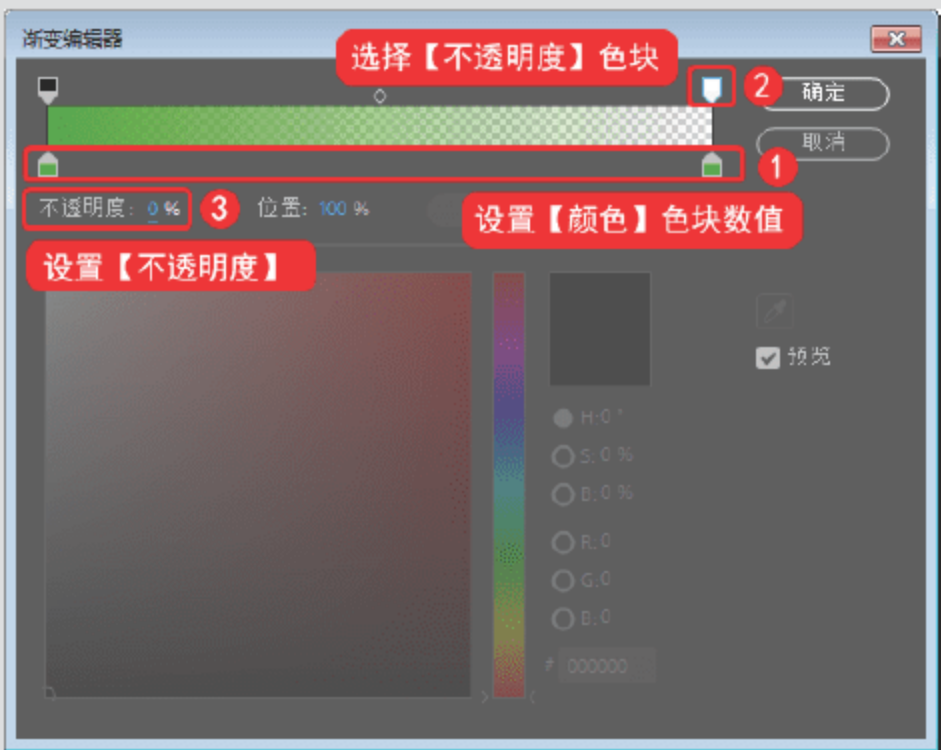 渐变编辑器
选择【不透明度】色块
2
确定
取消
1
不透明度: 0 %
3
位置: 100 %
设置【颜色】色块数值
设置【不透明度】
预览
H:0 °
S: 0 %
B:0 %
R:0
G:0
B:0
# 000000